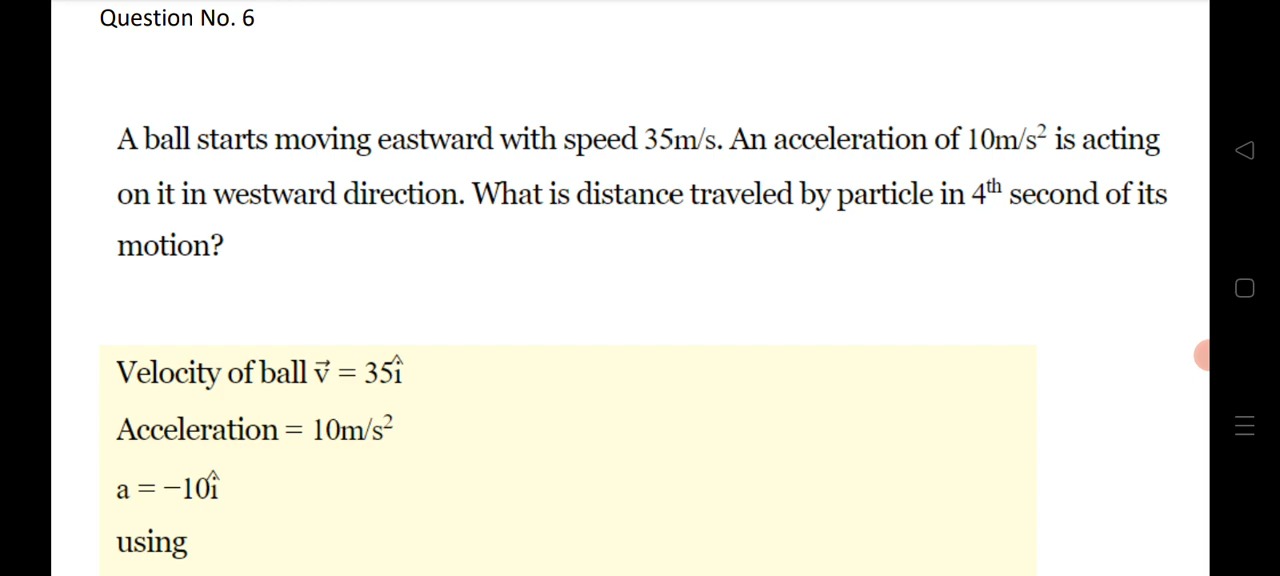 Question No. 6
A ball starts moving eastward with speed 35m/s. An acceleration of 10m/s² is acting
on it in westward direction. What is distance traveled by particle in 4ᵗʰ second of its
motion?
Velocity of ball v⃗ = 35î
Acceleration = 10m/s²
a = −10î
using